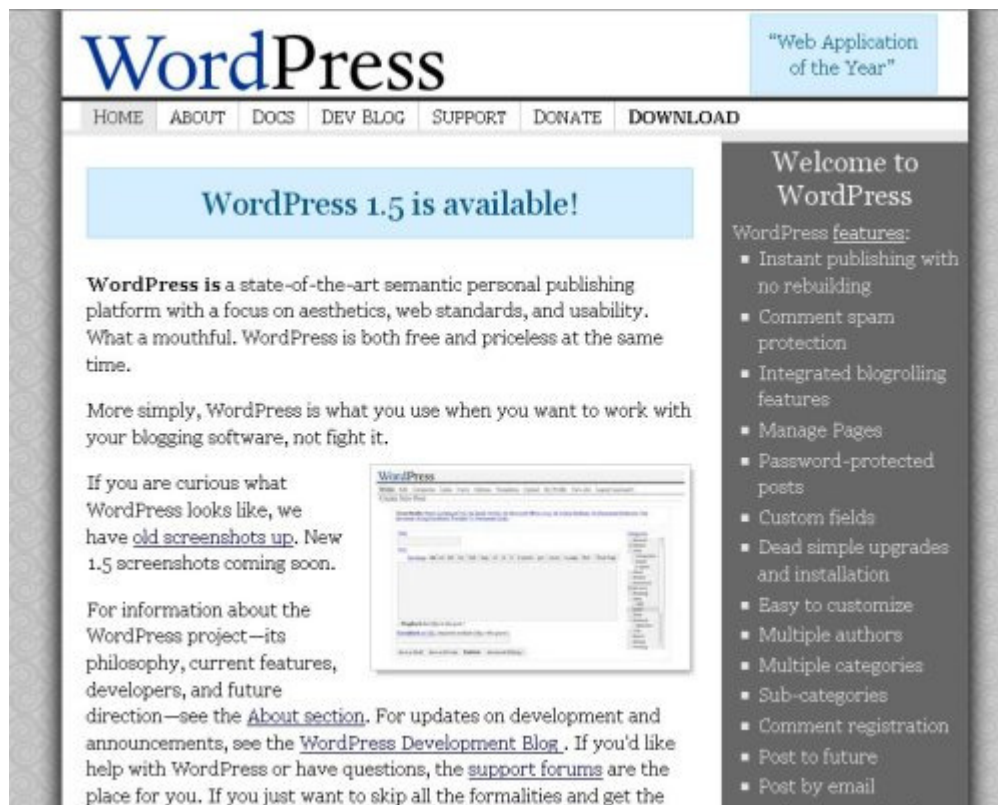 WordPress
“Web Application
of the Year”
HOME ABOUT DOCS DEV BLOG SUPPORT DONATE DOWNLOAD
WordPress 1.5 is available!
WordPress is a state-of-the-art semantic personal publishing
platform with a focus on aesthetics, web standards, and usability.
What a mouthful. WordPress is both free and priceless at the same
time.
More simply, WordPress is what you use when you want to work with
your blogging software, not fight it.
If you are curious what
WordPress looks like, we
have old screenshots up. New
1.5 screenshots coming soon.
WordPress
For information about the
WordPress project—its
philosophy, current features,
developers, and future
direction—see the About section. For updates on development and
announcements, see the WordPress Development Blog . If you'd like
help with WordPress or have questions, the support forums are the
place for you. If you just want to skip all the formalities and get the
Welcome to
WordPress
WordPress features:
Instant publishing with
no rebuilding
Comment spam
protection
Integrated blogrolling
features
Manage Pages
Password-protected
posts
Custom fields
Dead simple upgrades
and installation
Easy to customize
Multiple authors
Multiple categories
Sub-categories
Comment registration
Post to future
Post by email